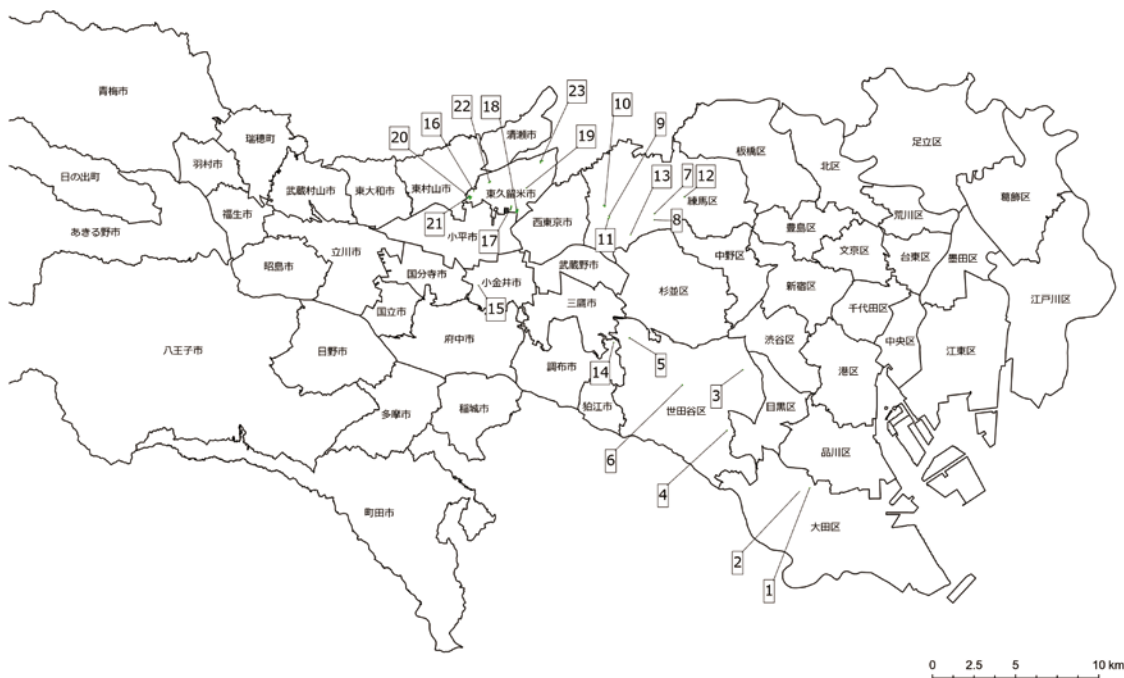 青梅市
瑞穂町
羽村市
日の出町
あきる野市
福生市
武蔵村山市
東大和市
東村山市
清瀬市
東久留米市
西東京市
小平市
立川市
昭島市
国分寺市
小金井市
国立市
武蔵野市
三鷹市
八王子市
日野市
府中市
調布市
狛江市
多摩市
稲城市
町田市
板橋区
北区
足立区
葛飾区
練馬区
豊島区
荒川区
中野区
文京区
台東区
墨田区
杉並区
新宿区
千代田区
江戸川区
渋谷区
中央区
江東区
港区
世田谷区
目黒区
品川区
大田区
20
16
22
18
23
19
10
9
13
7
12
8
11
21
17
15
14
5
3
6
4
2
1
0 2.5 5 10 km